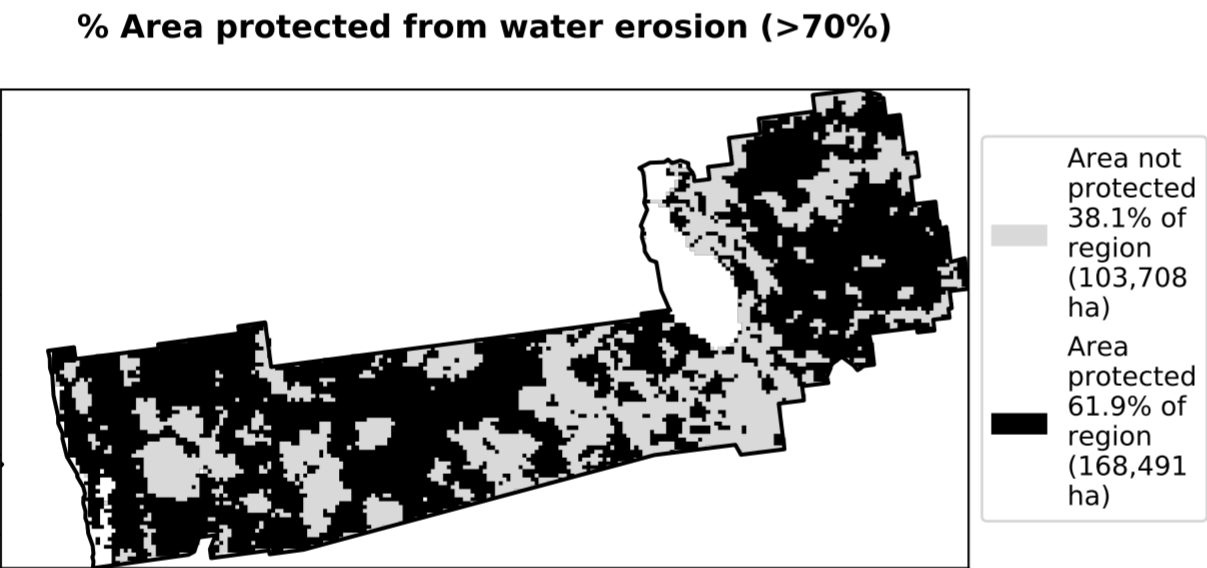 % Area protected from water erosion (>70%)
Area not
protected
38.1% of
region
(103,708
ha)
Area
protected
61.9% of
region
(168,491
ha)